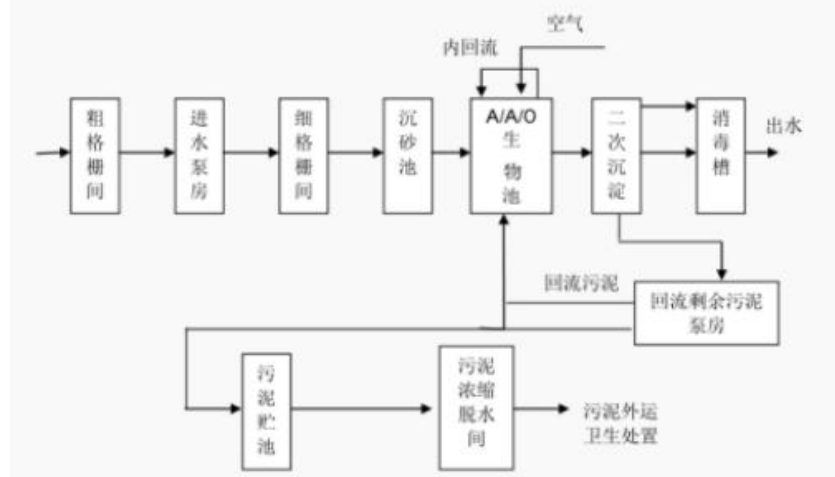 空气
内回流
粗格栅间
进水泵房
细格栅间
沉砂池
A/A/O
生物池
二次沉淀
消毒槽
出水
回流污泥
回流剩余污泥
泵房
污泥贮池
污泥
浓缩
脱水
间
污泥外运
卫生处置